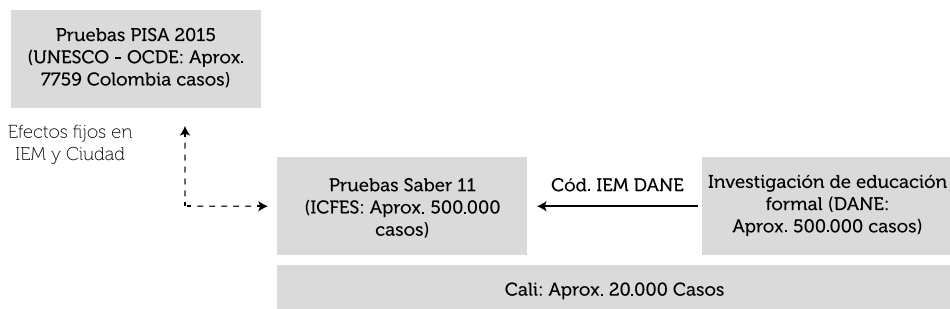 Pruebas PISA 2015
(UNESCO - OCDE: Aprox.
7759 Colombia casos)
Efectos fijos en
IEM y Ciudad
Pruebas Saber 11
(ICFES: Aprox. 500.000
casos)
Cód. IEM DANE
Investigación de educación
formal (DANE:
Aprox. 500.000 casos)
Cali: Aprox. 20.000 Casos